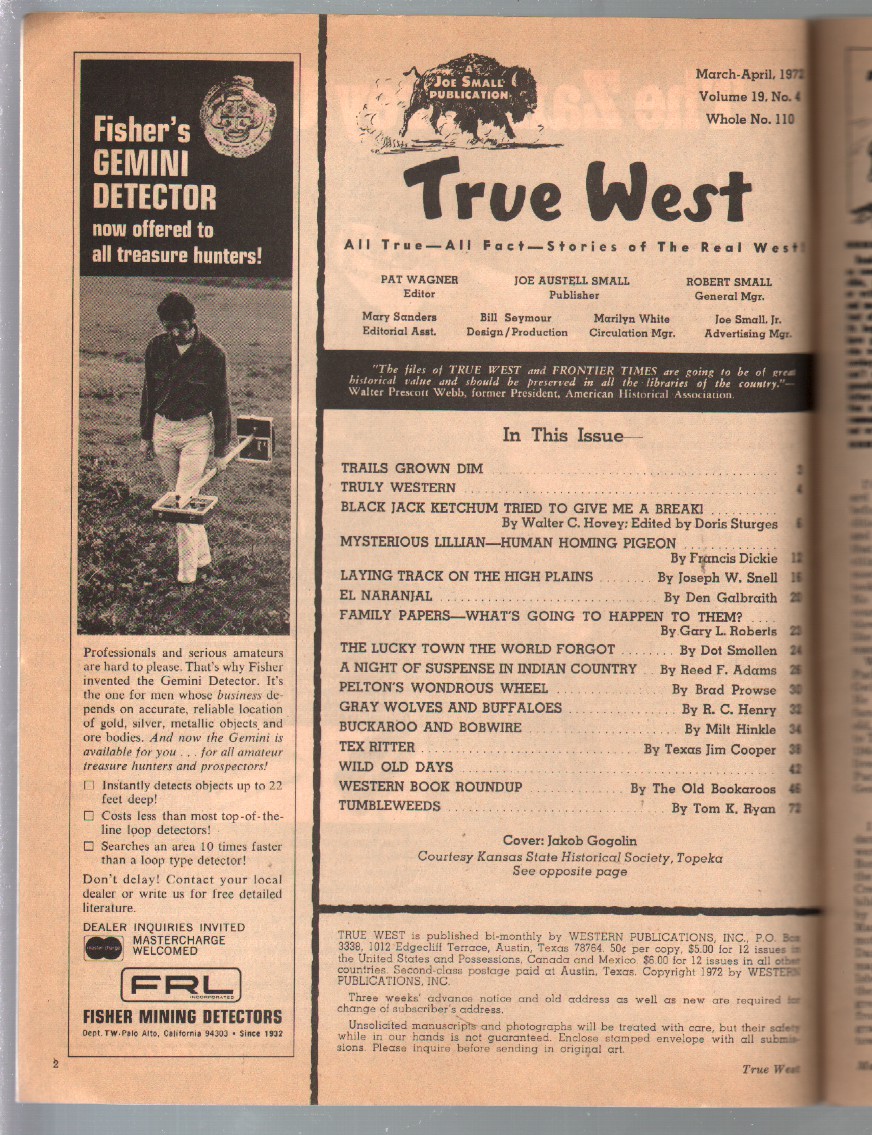 Fisher's
GEMINI
DETECTOR
now offered to
all treasure hunters!
Professionals and serious amateurs
are hard to please. That's why Fisher
invented the Gemini Detector. It's
the one for men whose business de-
pends on accurate, reliable location
of gold, silver, metallic objects and
ore bodies. And now the Gemini is
available for you . . . for all amateur
treasure hunters and prospectors!
☐ Instantly detects objects up to 22
feet deep!
☐ Costs less than most top-of-the-
line loop detectors!
☐ Searches an area 10 times faster
than a loop type detector!
Don't delay! Contact your local
dealer or write us for free detailed
literature.
DEALER INQUIRIES INVITED
master charge
MASTERCHARGE
WELCOMED
FRL
INCORPORATED
FISHER MINING DETECTORS
Dept. TW-Palo Alto, California 94303 • Since 1932
2
A
JOE SMALL
PUBLICATION
March-April, 1972
Volume 19, No. 4
Whole No. 110
True West
All True—All Fact—Stories of The Real West!
PAT WAGNER
Editor
JOE AUSTELL SMALL
Publisher
ROBERT SMALL
General Mgr.
Mary Sanders
Editorial Asst.
Bill Seymour
Design/Production
Marilyn White
Circulation Mgr.
Joe Small, Jr.
Advertising Mgr.
"The files of TRUE WEST and FRONTIER TIMES are going to be of great
historical value and should be preserved in all the libraries of the country."—
Walter Prescott Webb, former President, American Historical Association.
In This Issue—
TRAILS GROWN DIM 3
TRULY WESTERN 4
BLACK JACK KETCHUM TRIED TO GIVE ME A BREAK!
By Walter C. Hovey; Edited by Doris Sturges 6
MYSTERIOUS LILLIAN—HUMAN HOMING PIGEON
By Francis Dickie 12
LAYING TRACK ON THE HIGH PLAINS By Joseph W. Snell 16
EL NARANJAL By Den Galbraith 20
FAMILY PAPERS—WHAT'S GOING TO HAPPEN TO THEM?
By Gary L. Roberts 23
THE LUCKY TOWN THE WORLD FORGOT By Dot Smollen 24
A NIGHT OF SUSPENSE IN INDIAN COUNTRY By Reed F. Adams 26
PELTON'S WONDROUS WHEEL By Brad Prowse 30
GRAY WOLVES AND BUFFALOES By R. C. Henry 32
BUCKAROO AND BOBWIRE By Milt Hinkle 34
TEX RITTER By Texas Jim Cooper 38
WILD OLD DAYS 42
WESTERN BOOK ROUNDUP By The Old Bookaroos 46
TUMBLEWEEDS By Tom K. Ryan 72
Cover: Jakob Gogolin
Courtesy Kansas State Historical Society, Topeka
See opposite page
TRUE WEST is published bi-monthly by WESTERN PUBLICATIONS, INC., P.O. Box
3338, 1012 Edgecliff Terrace, Austin, Texas 78764. 50¢ per copy, $5.00 for 12 issues in
the United States and Possessions, Canada and Mexico. $6.00 for 12 issues in all other
countries. Second-class postage paid at Austin, Texas. Copyright 1972 by WESTERN
PUBLICATIONS, INC.
Three weeks' advance notice and old address as well as new are required for
change of subscriber's address.
Unsolicited manuscripts and photographs will be treated with care, but their safety
while in our hands is not guaranteed. Enclose stamped envelope with all submis-
sions. Please inquire before sending in original art.
True West